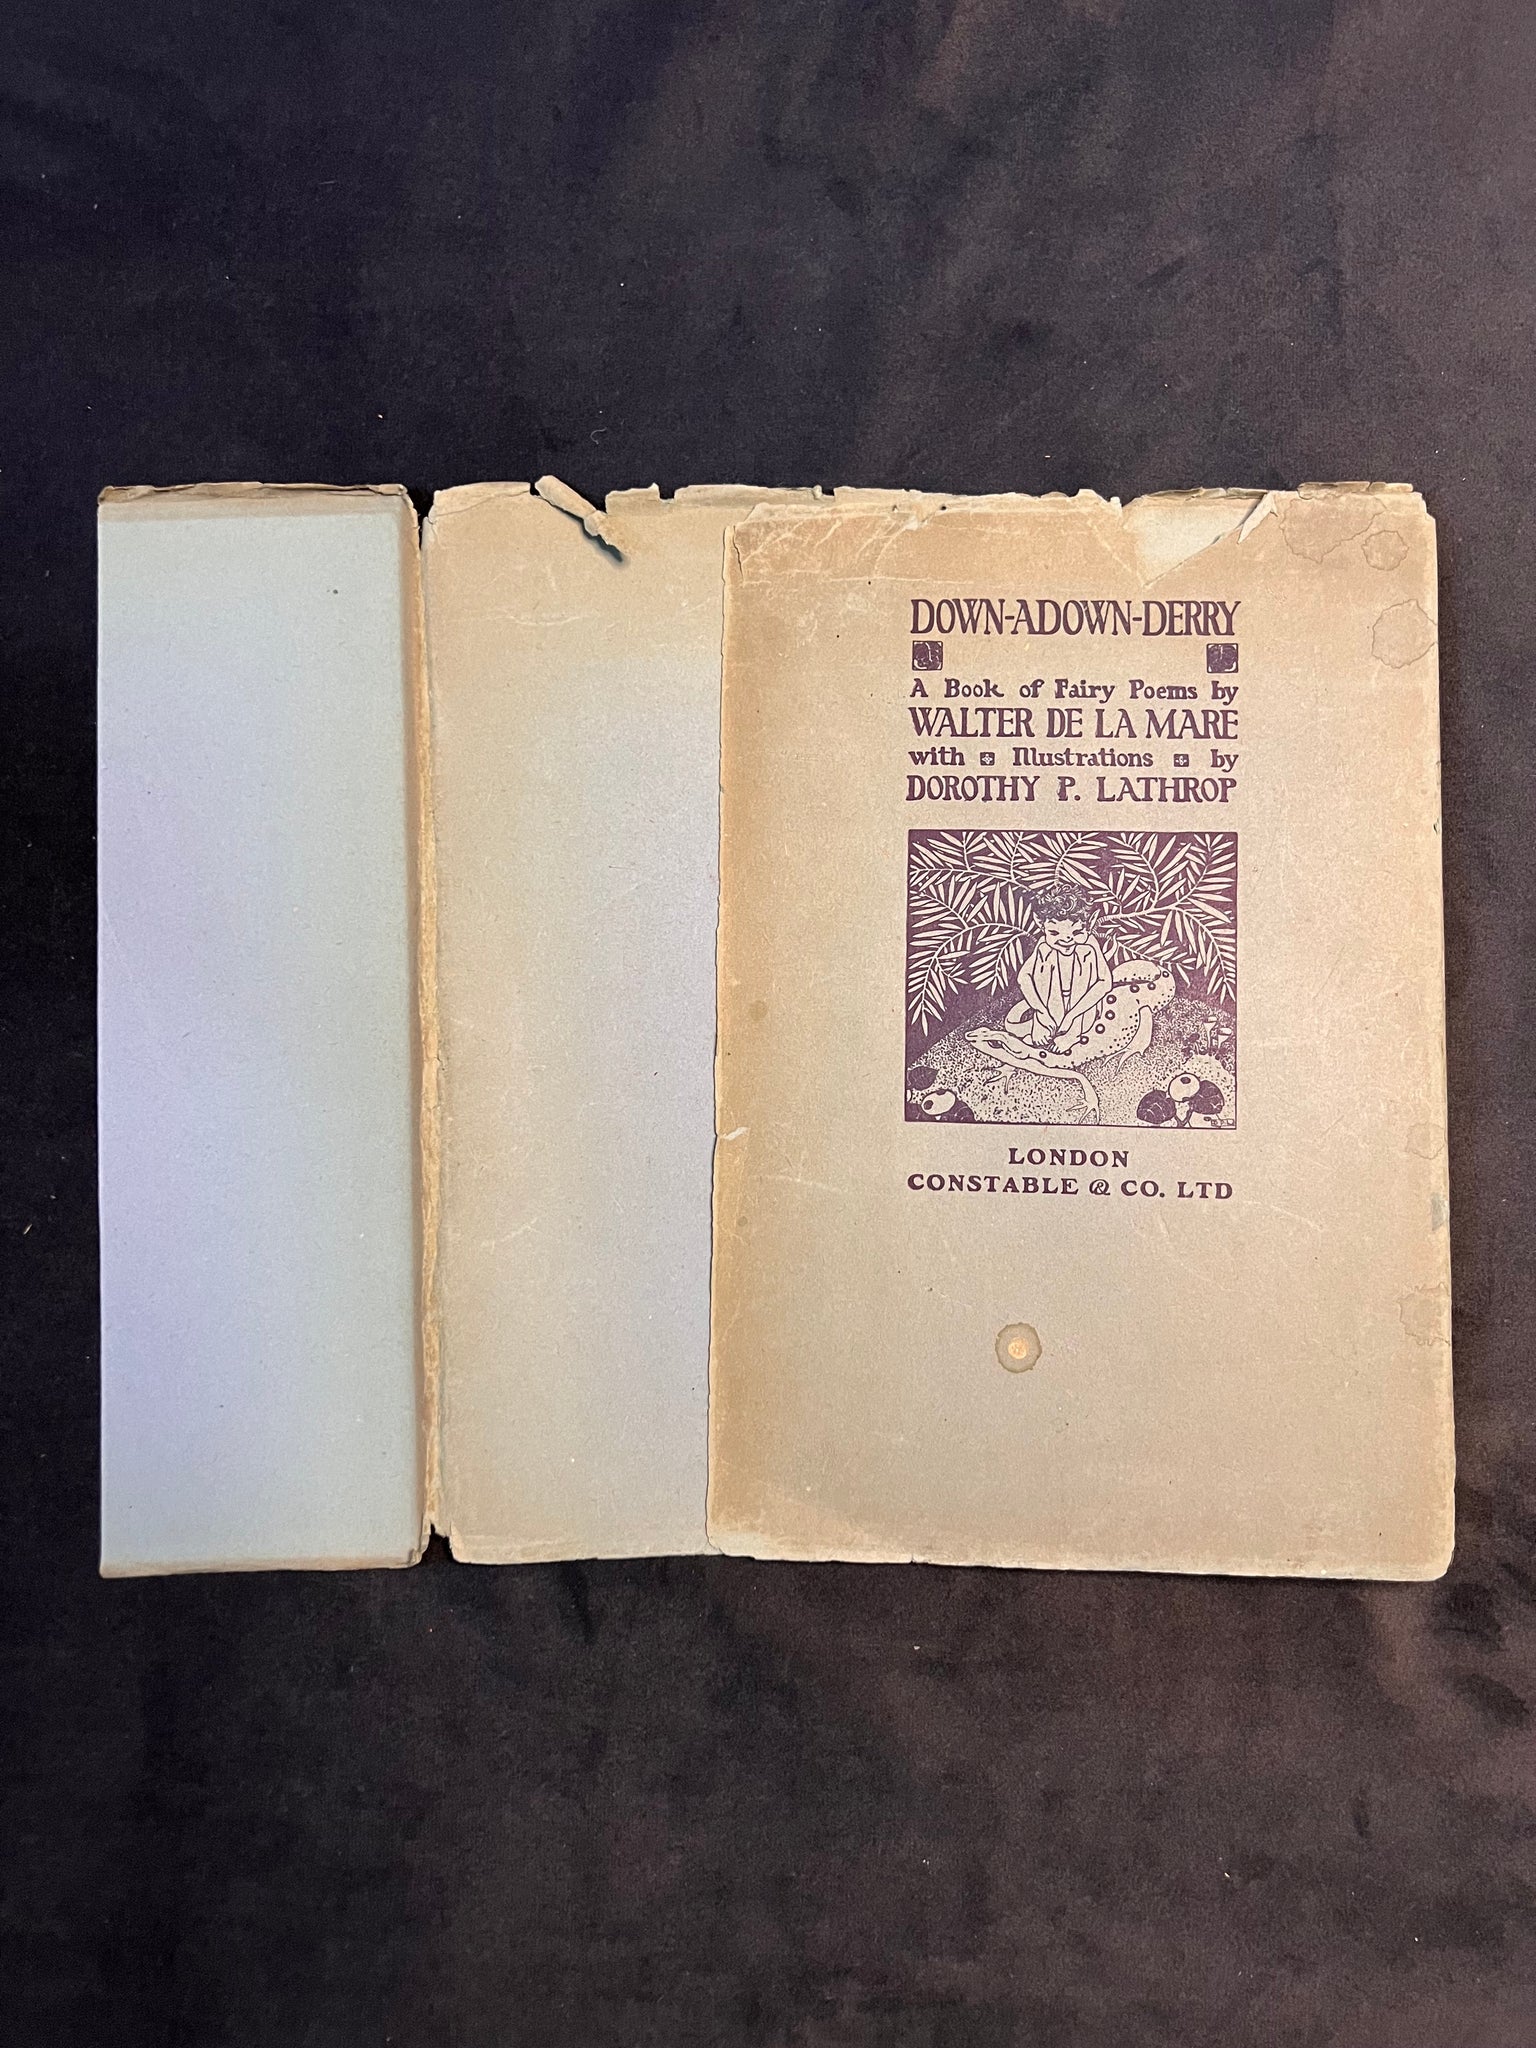 DOWN-ADOWN-DERRY
A Book of Fairy Poems by
WALTER DE LA MARE
with Illustrations by
DOROTHY P. LATHROP
LONDON
CONSTABLE & CO. LTD